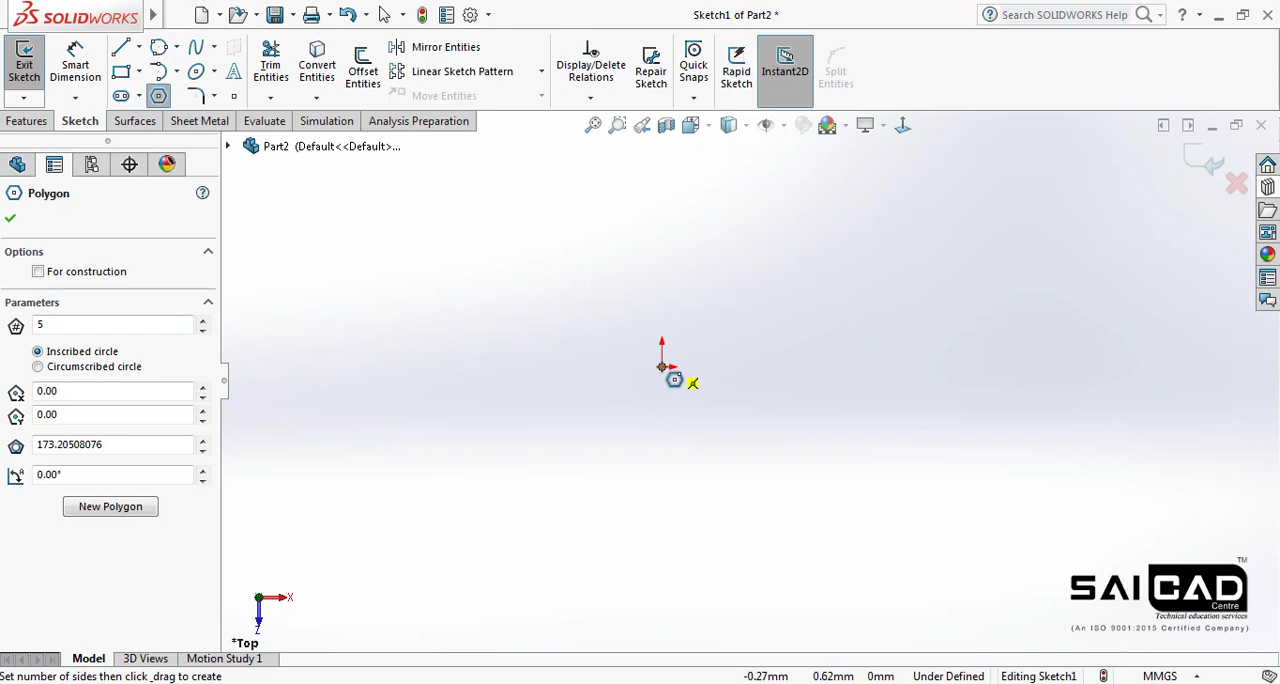 SOLIDWORKS
Sketch1 of Part2 *
Search SOLIDWORKS
Exit Sketch
Smart Dimension
Trim Entities
Convert Entities
Offset Entities
Mirror Entities
Linear Sketch Pattern
Move Entities
Display/Delete Relations
Repair Sketch
Quick Snaps
Rapid Sketch
Instant2D
Split Entities
Features
Sketch
Surfaces
Sheet Metal
Evaluate
Simulation
Analysis Preparation
Part2 (Default<<Default>...
Polygon
Options
For construction
Parameters
5
Inscribed circle
Circumscribed circle
0.00
0.00
173.20508076
0.00°
New Polygon
X
Z
*Top
SAI CAD
TM
Centre
Technical education services
(An ISO 9001:2015 Certified Company)
Model
3D Views
Motion Study 1
Set number of sides then click _drag to create
-0.27mm
0.62mm
0mm
Under Defined
Editing Sketch1
MMGS